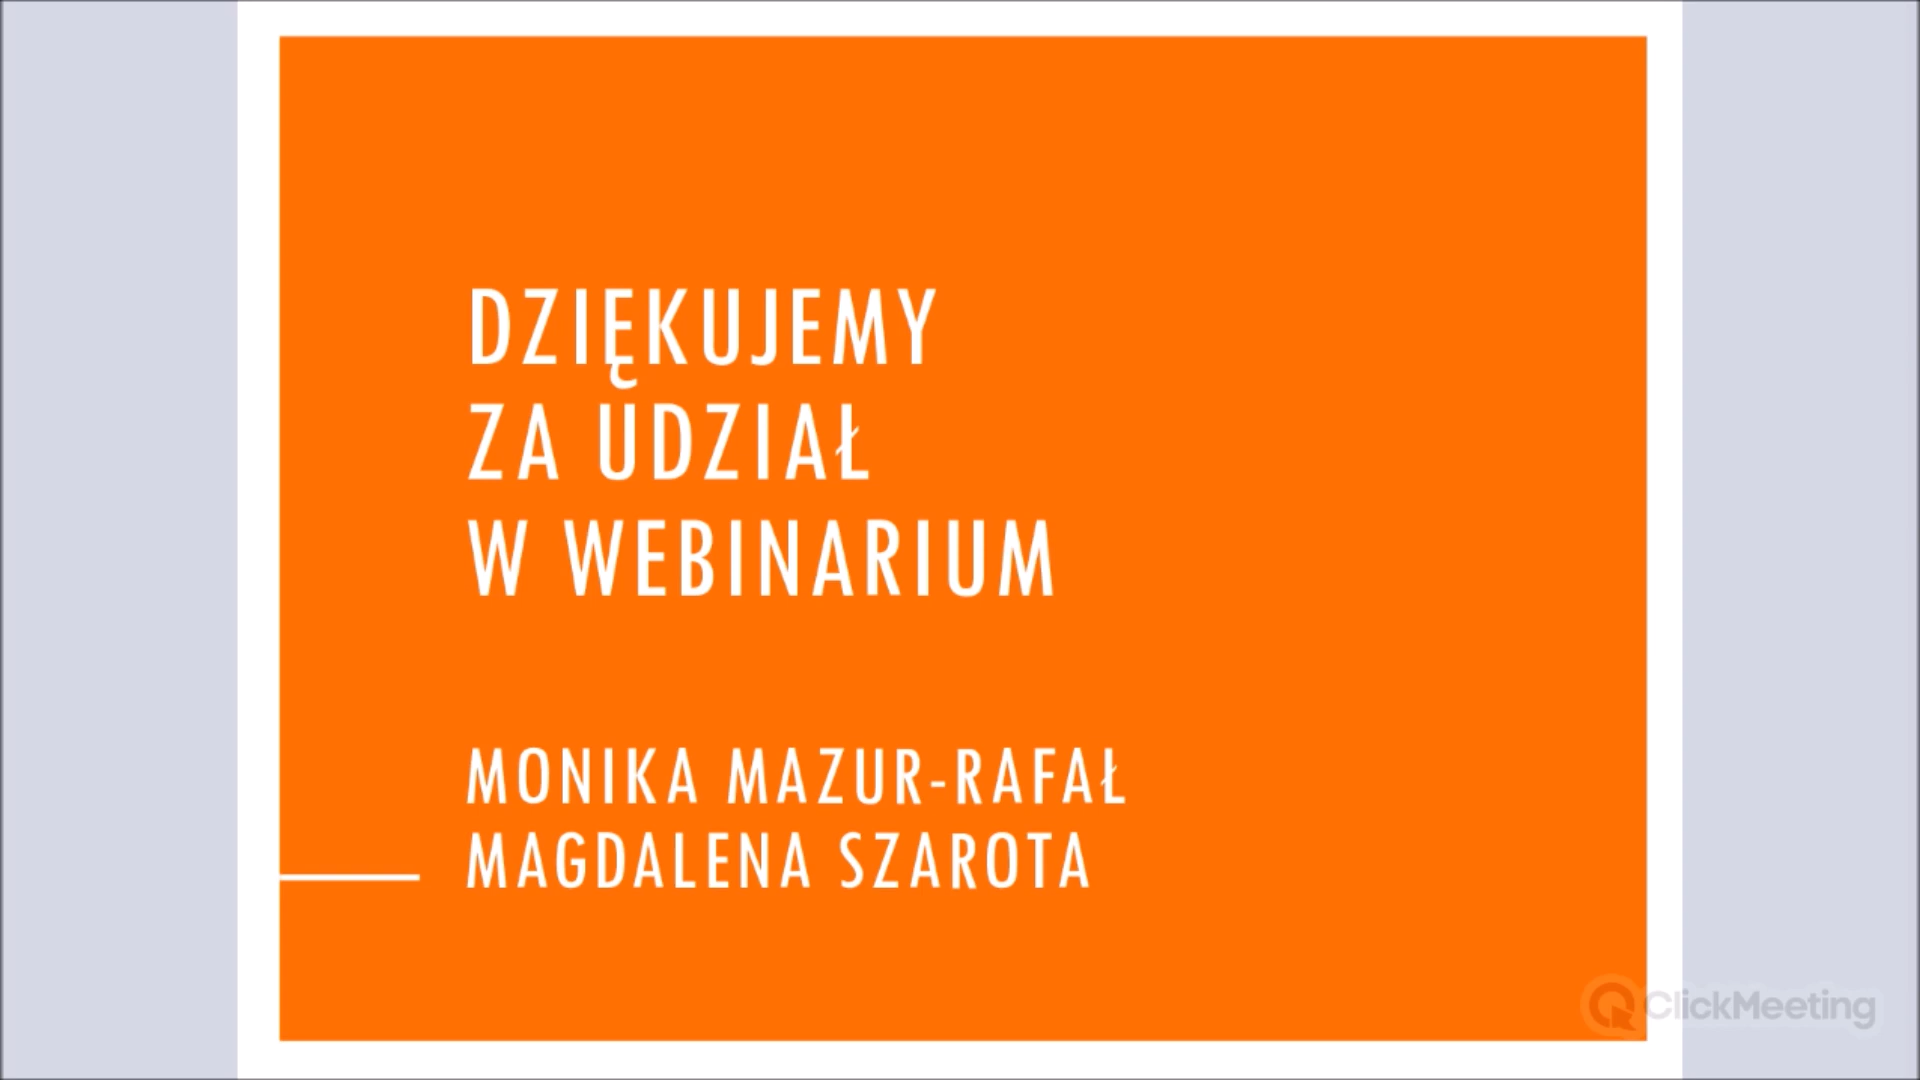 DZIĘKUJEMY
ZA UDZIAŁ
W WEBINARIUM
MONIKA MAZUR-RAFAŁ
MAGDALENA SZAROTA
ClickMeeting